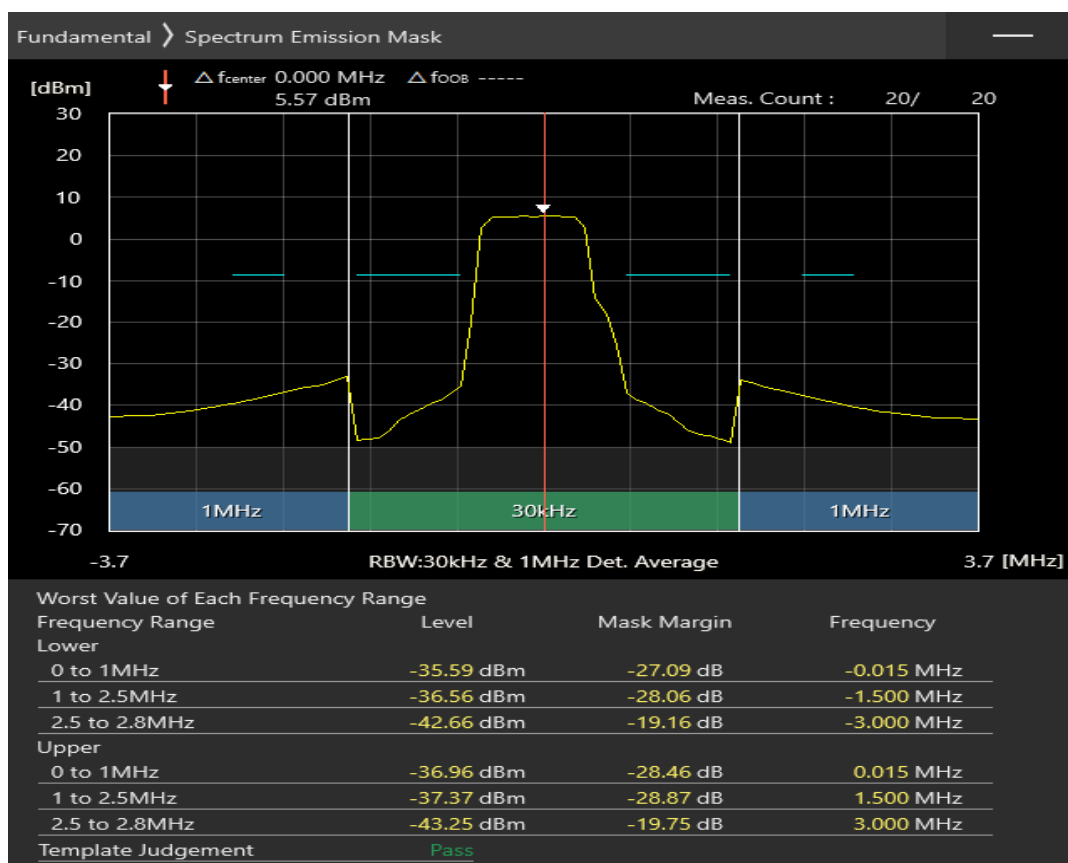 Fundamental 》 Spectrum Emission Mask
△ fcenter 0.000 MHz △ fOOB -----
[dBm] 5.57 dBm Meas. Count : 20/ 20
30
20
10
0
-10
-20
-30
-40
-50
-60
1MHz 30kHz 1MHz
-70
-3.7 RBW:30kHz & 1MHz Det. Average 3.7 [MHz]
Worst Value of Each Frequency Range
Frequency Range Level Mask Margin Frequency
Lower
0 to 1MHz -35.59 dBm -27.09 dB -0.015 MHz
1 to 2.5MHz -36.56 dBm -28.06 dB -1.500 MHz
2.5 to 2.8MHz -42.66 dBm -19.16 dB -3.000 MHz
Upper
0 to 1MHz -36.96 dBm -28.46 dB 0.015 MHz
1 to 2.5MHz -37.37 dBm -28.87 dB 1.500 MHz
2.5 to 2.8MHz -43.25 dBm -19.75 dB 3.000 MHz
Template Judgement Pass